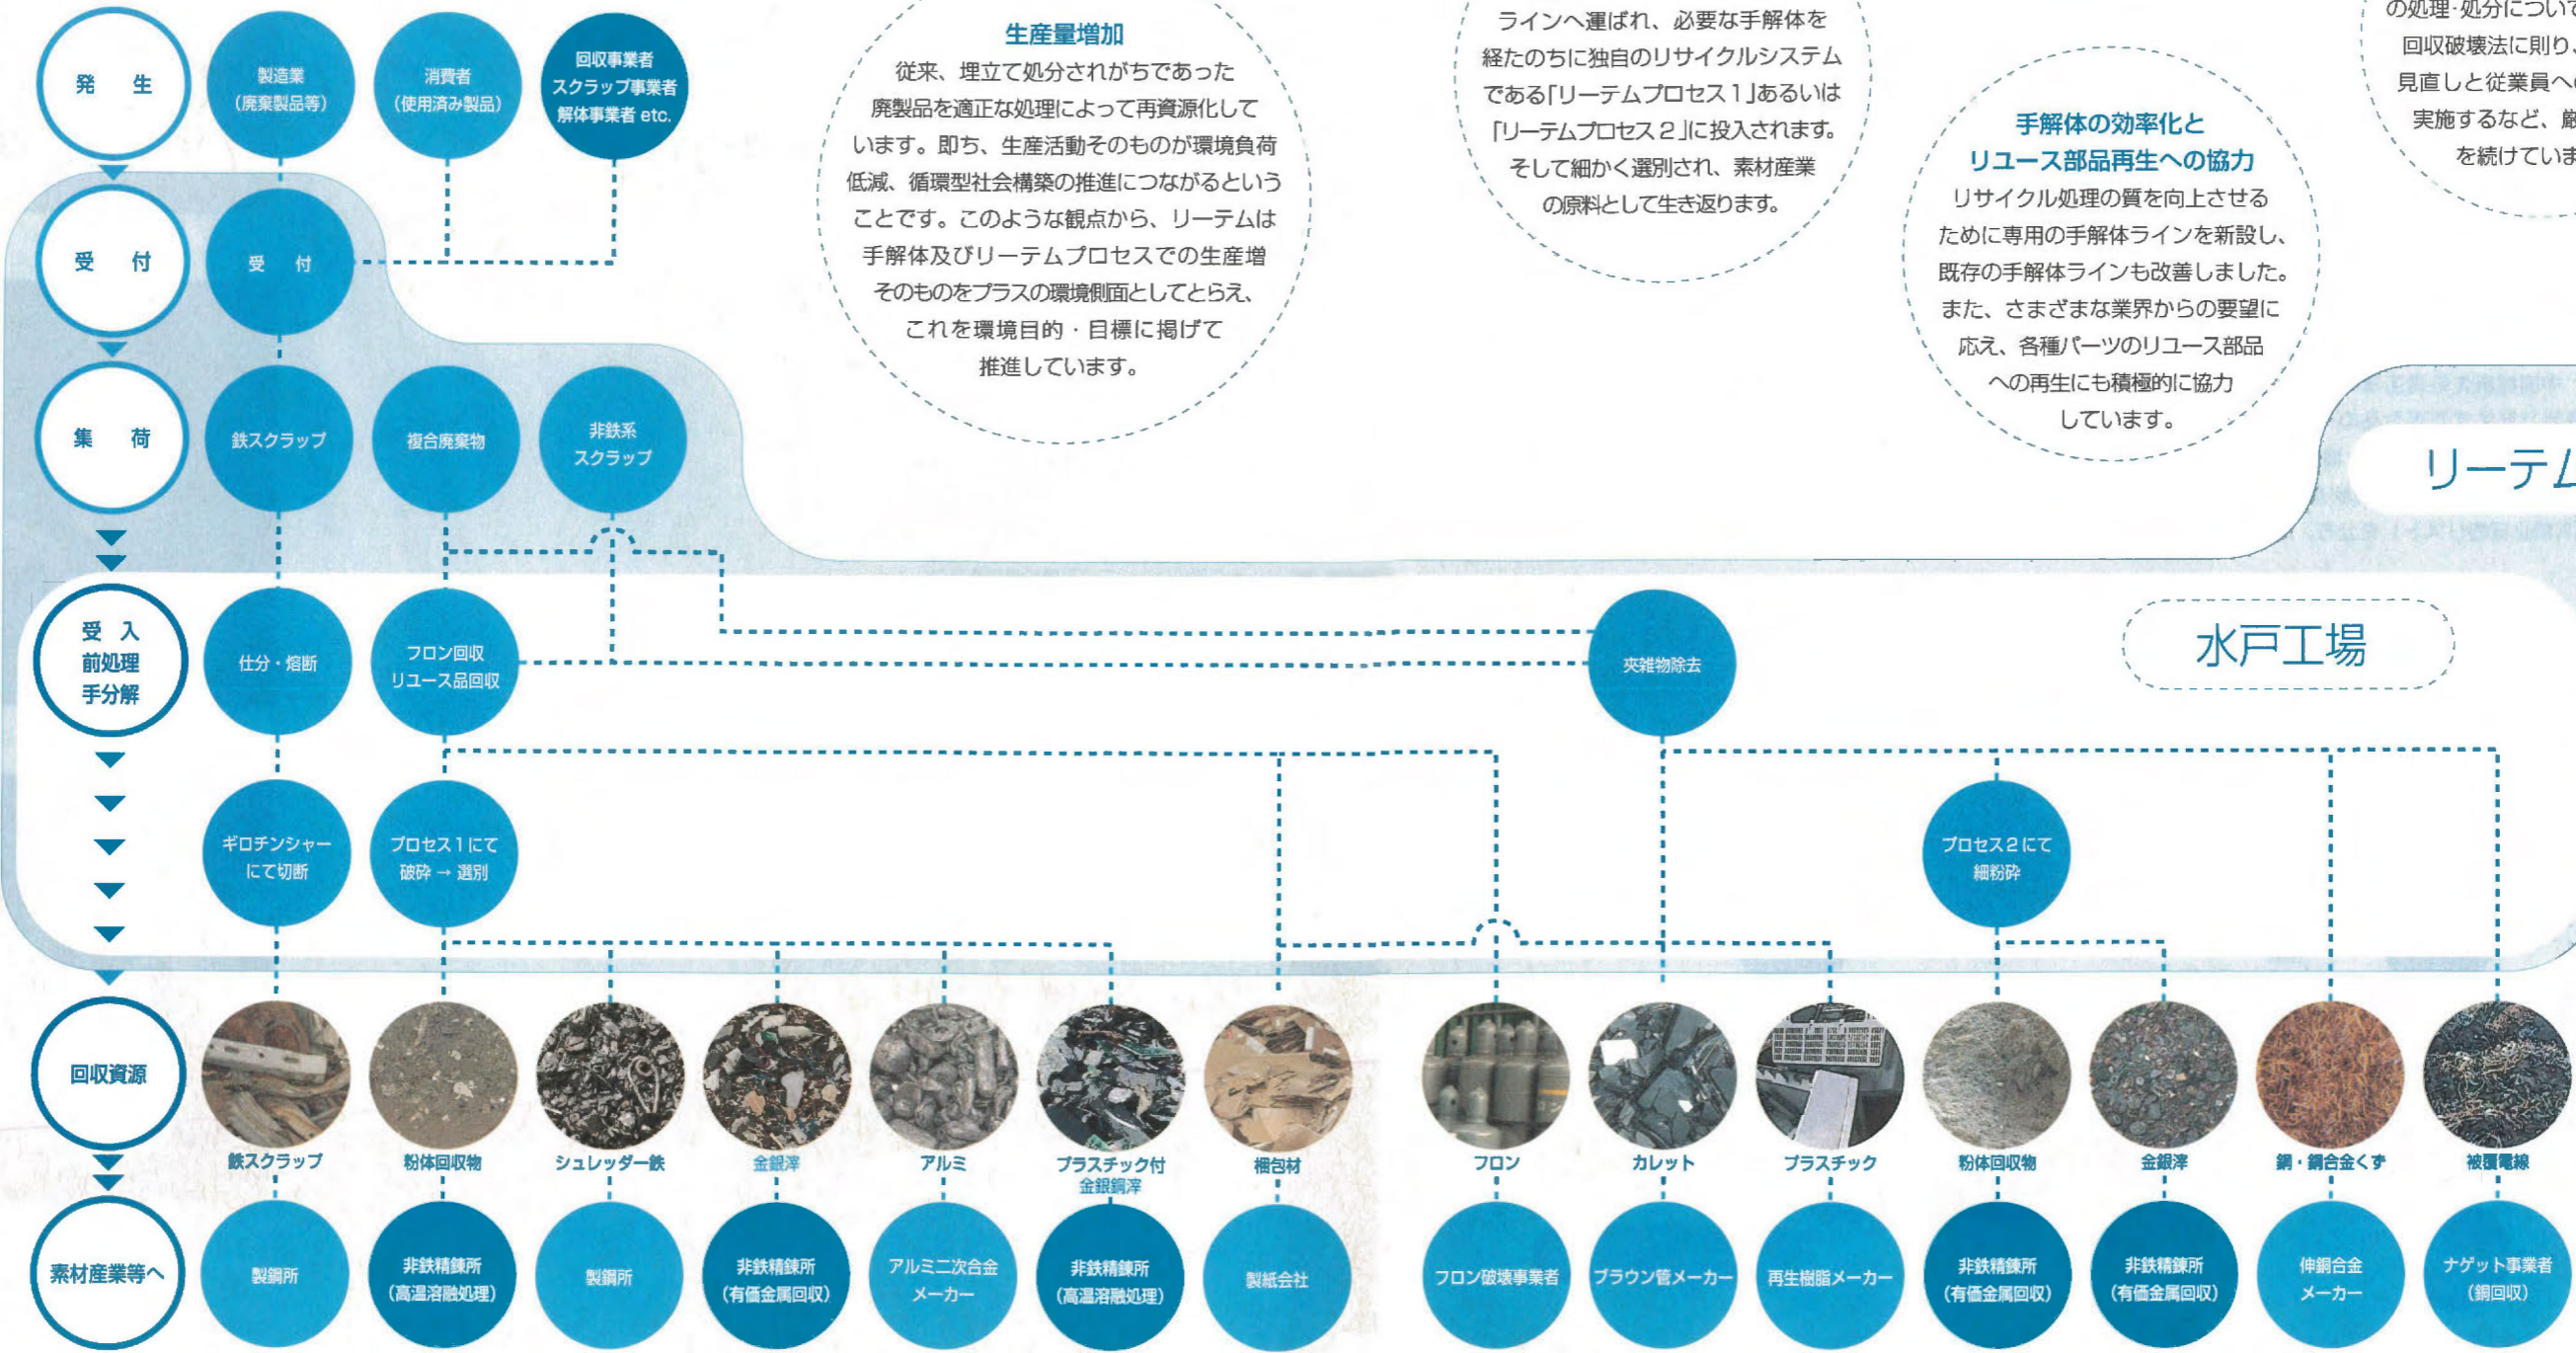 発 生
製造業
（廃棄製品等）
消費者
（使用済み製品）
回収事業者
スクラップ事業者
解体事業者 etc.
生産量増加
従来、埋立て処分されがちであった
廃製品を適正な処理によって再資源化して
います。即ち、生産活動そのものが環境負荷
低減、循環型社会構築の推進につながるという
ことです。このような観点から、リーテムは
手解体及びリーテムプロセスでの生産増
そのものをプラスの環境側面としてとらえ、
これを環境目的・目標に掲げて
推進しています。
ラインへ運ばれ、必要な手解体を
経たのちに独自のリサイクルシステム
である「リーテムプロセス1」あるいは
「リーテムプロセス2」に投入されます。
そして細かく選別され、素材産業
の原料として生き返ります。
手解体の効率化と
リユース部品再生への協力
リサイクル処理の質を向上させる
ために専用の手解体ラインを新設し、
既存の手解体ラインも改善しました。
また、さまざまな業界からの要望に
応え、各種パーツのリユース部品
への再生にも積極的に協力
しています。
の処理・処分について
回収破壊法に則り、
見直しと従業員への
実施するなど、厳
を続けていま
受 付
受 付
集 荷
鉄スクラップ
複合廃棄物
非鉄系
スクラップ
リーテム
受 入
前処理
手分解
仕分・熔断
フロン回収
リユース品回収
夾雑物除去
水戸工場
ギロチンシャー
にて切断
プロセス1にて
破砕 → 選別
プロセス2にて
細粉砕
回収資源
鉄スクラップ
粉体回収物
シュレッダー鉄
金銀滓
アルミ
プラスチック付
金銀銅滓
梱包材
フロン
カレット
プラスチック
粉体回収物
金銀滓
銅・銅合金くず
被覆電線
素材産業等へ
製鋼所
非鉄精錬所
（高温溶融処理）
製鋼所
非鉄精錬所
（有価金属回収）
アルミ二次合金
メーカー
非鉄精錬所
（高温溶融処理）
製紙会社
フロン破壊事業者
ブラウン管メーカー
再生樹脂メーカー
非鉄精錬所
（有価金属回収）
非鉄精錬所
（有価金属回収）
伸銅合金
メーカー
ナゲット事業者
（銅回収）